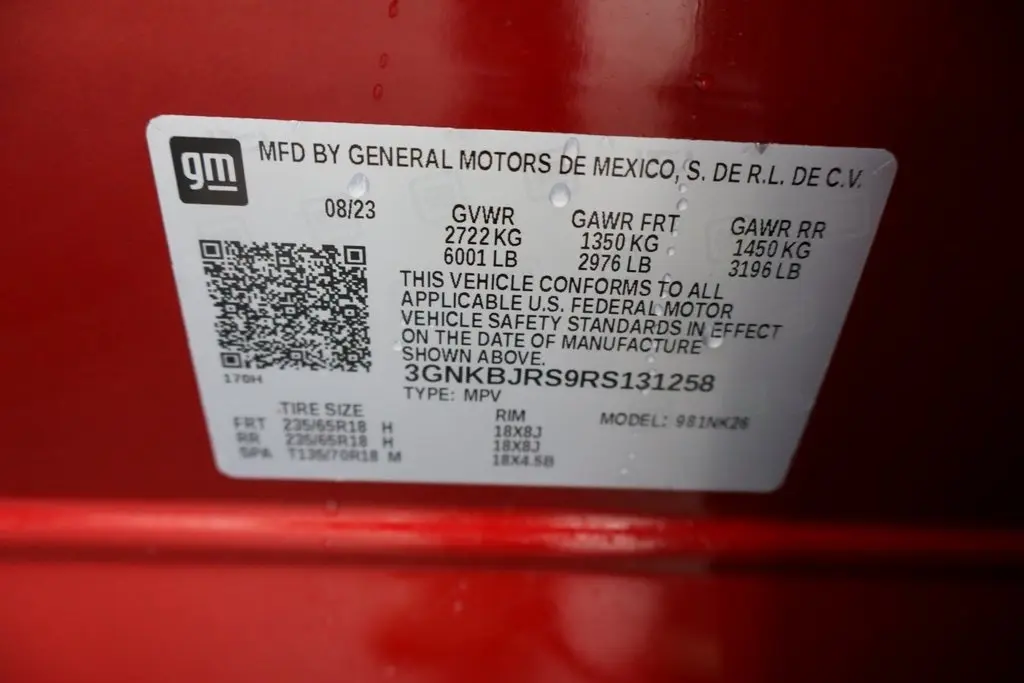 gm
MFD BY GENERAL MOTORS DE MEXICO, S. DE R.L. DE C.V.
08/23
GVWR GAWR FRT GAWR RR
2722 KG 1350 KG 1450 KG
6001 LB 2976 LB 3196 LB
THIS VEHICLE CONFORMS TO ALL
APPLICABLE U.S. FEDERAL MOTOR
VEHICLE SAFETY STANDARDS IN EFFECT
ON THE DATE OF MANUFACTURE
SHOWN ABOVE.
3GNKBJRS9RS131258
170H
TYPE: MPV
TIRE SIZE RIM MODEL: 981NK26
FRT 235/65R18 H 18X8J
RR 235/65R18 H 18X8J
SPA T135/70R18 M 18X4.5B